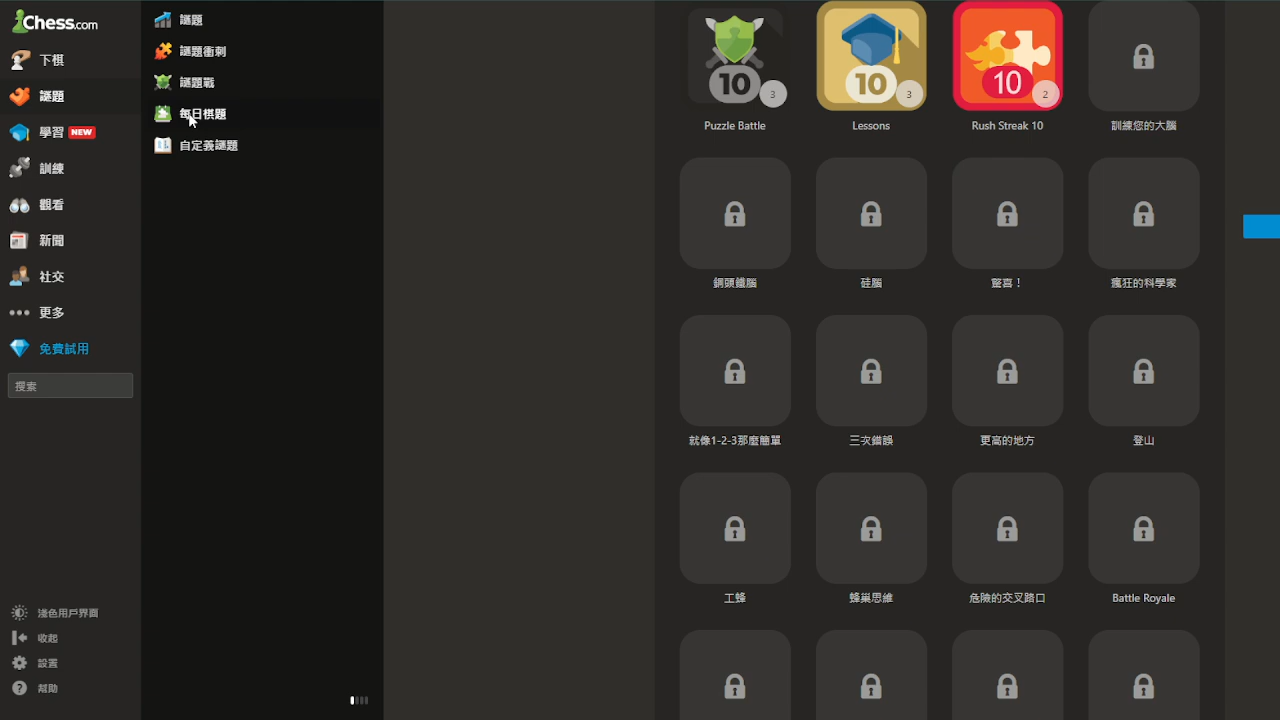 Chess.com
下棋
謎題
學習 NEW
訓練
觀看
新聞
社交
更多
免費試用
搜索
淺色用戶界面
收起
設置
幫助
謎題
謎題衝刺
謎題戰
每日棋題
自定義謎題
10
3
Puzzle Battle
10
3
Lessons
10
2
Rush Streak 10
訓練您的大腦
銅頭鐵腦
硅腦
驚喜！
瘋狂的科學家
就像1-2-3那麼簡單
三次錯誤
更高的地方
登山
工蜂
蜂巢思維
危險的交叉路口
Battle Royale